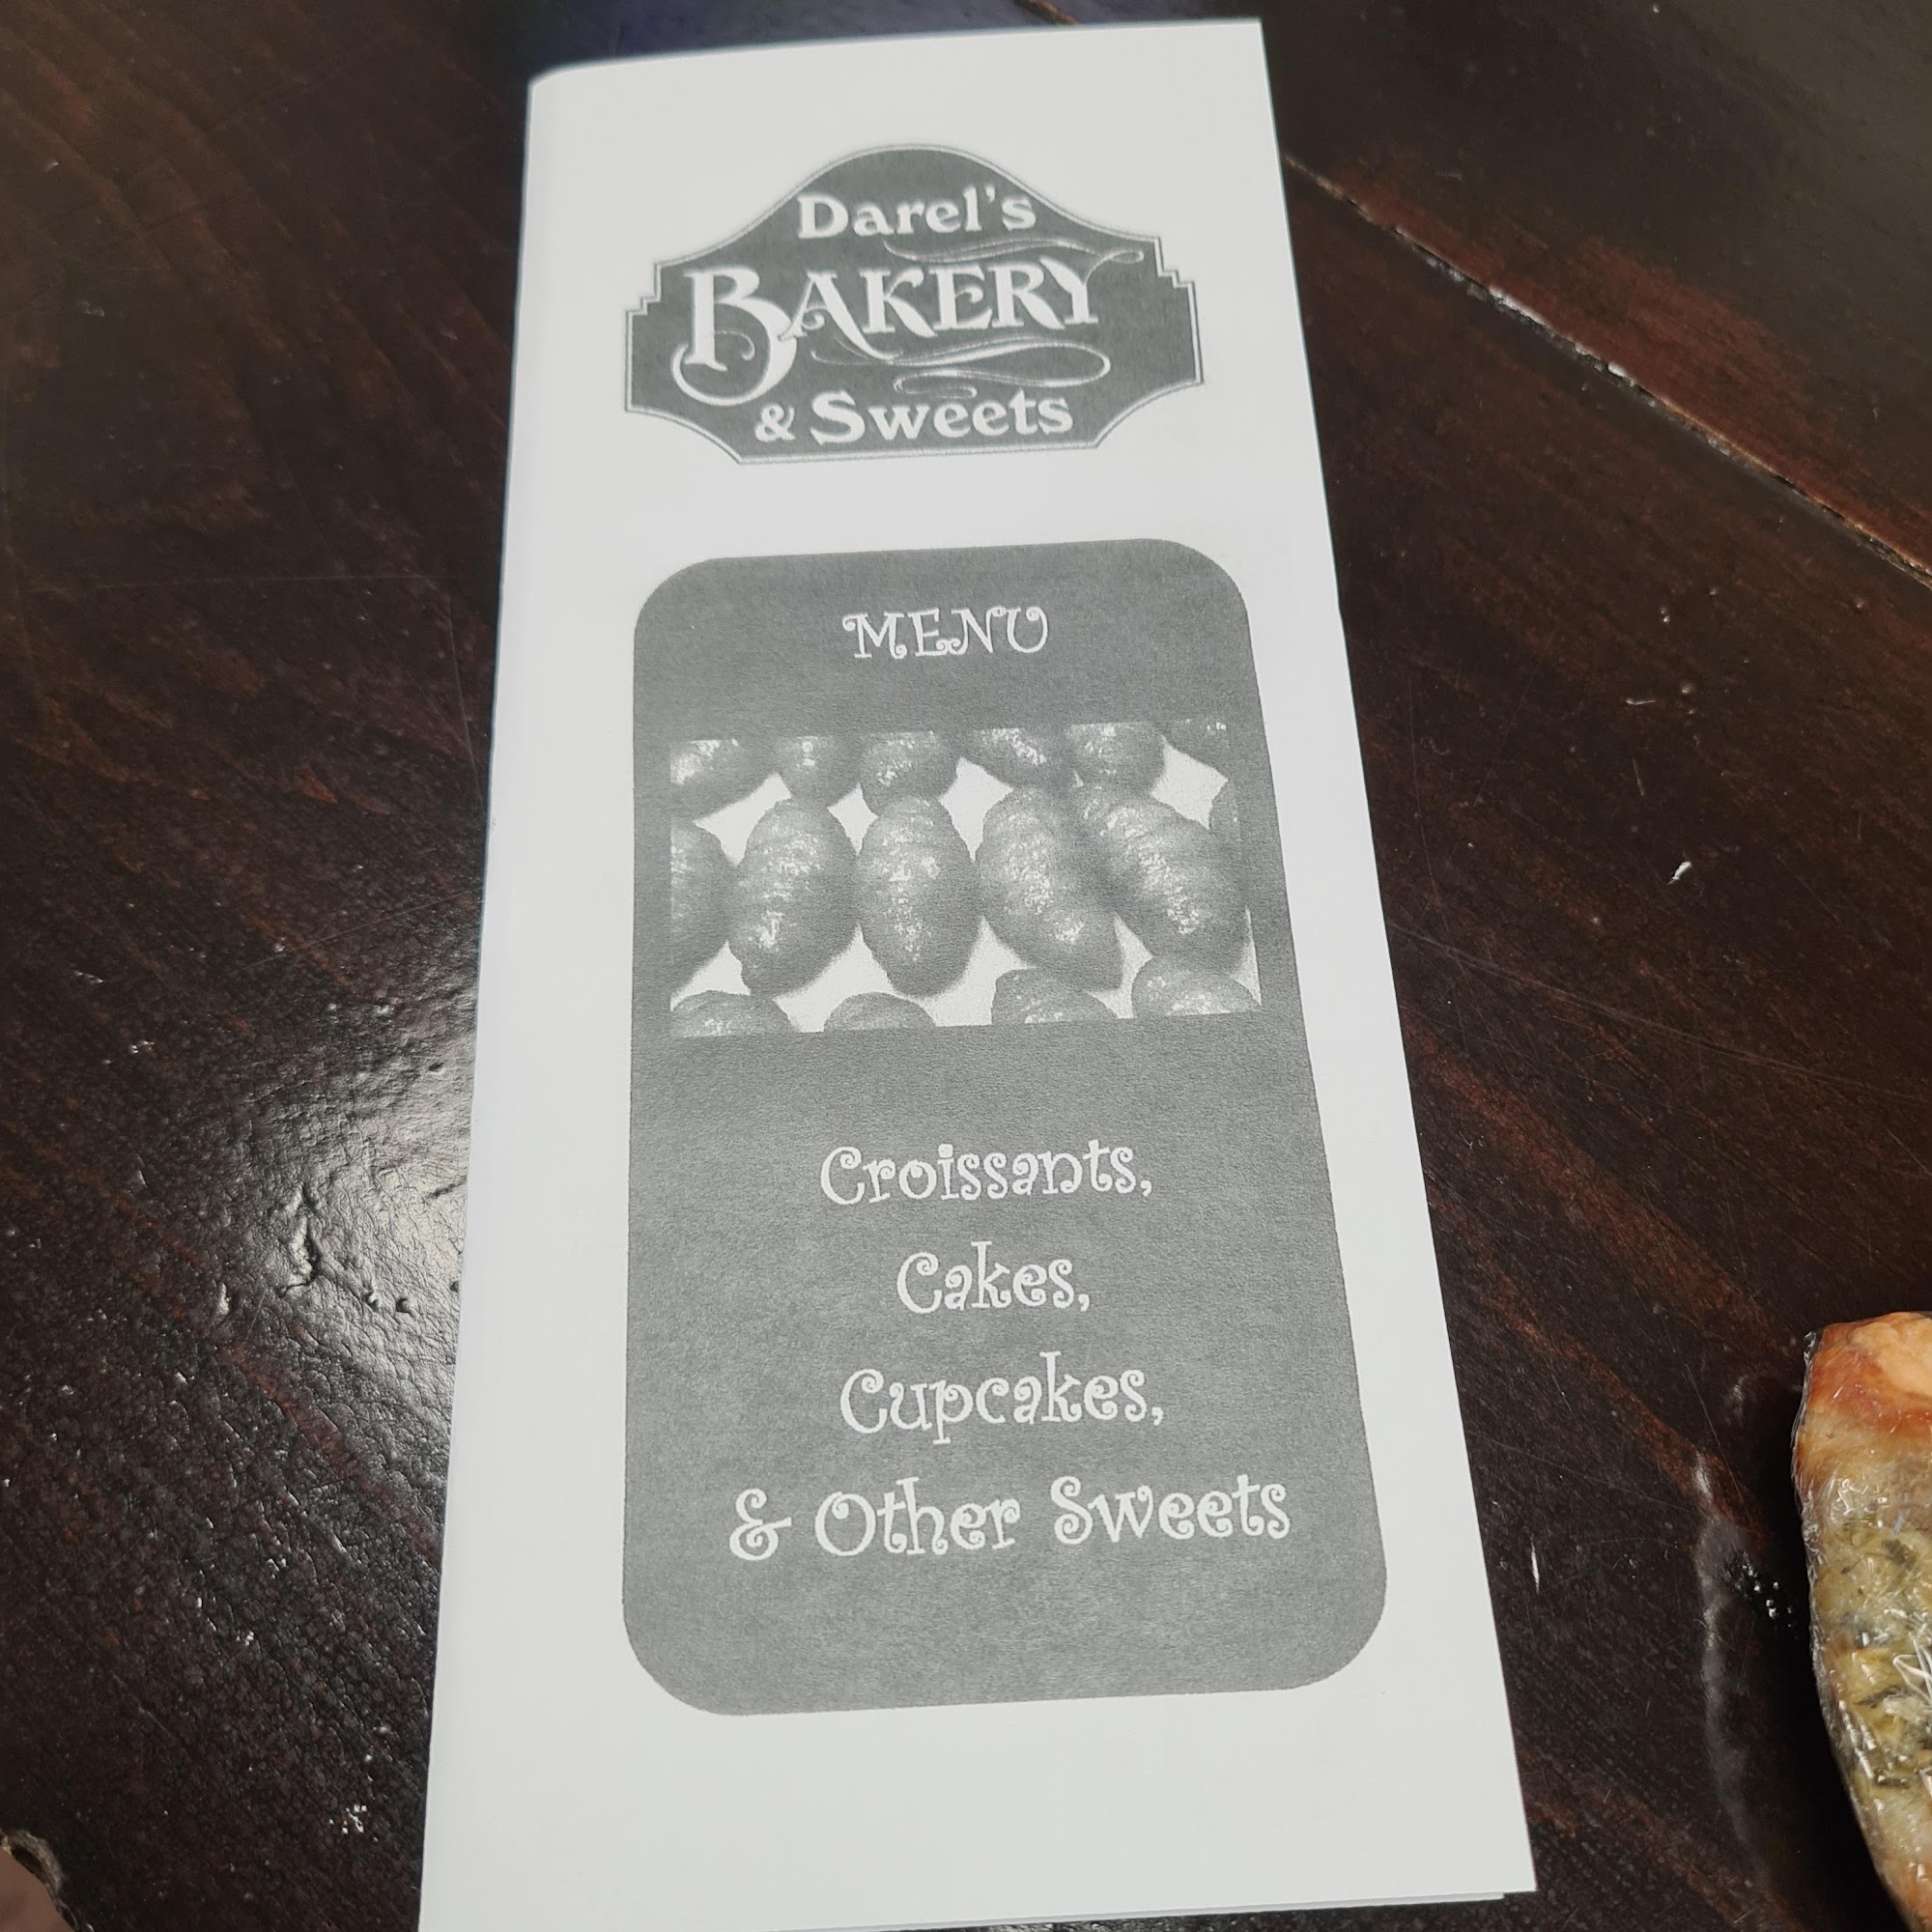 Darel's
BAKERY
& Sweets
MENU
Croissants,
Cakes,
Cupcakes,
& Other Sweets